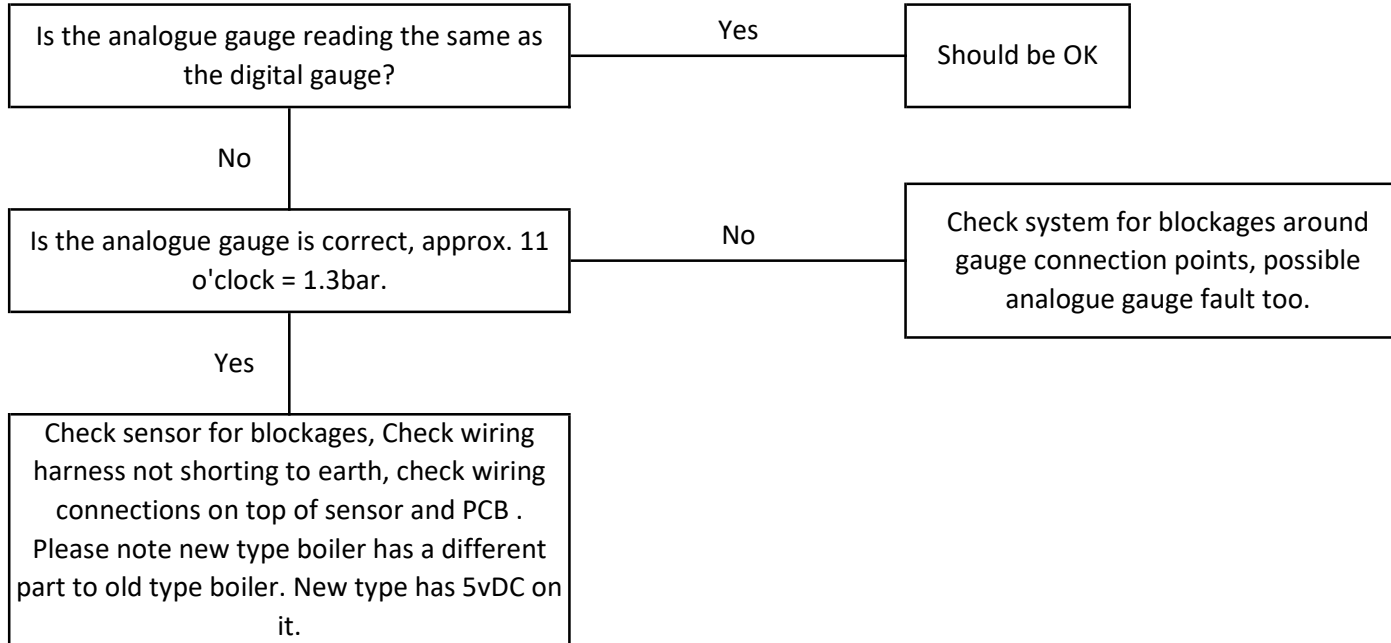 Is the analogue gauge reading the same as
the digital gauge?
Yes
Should be OK
No
Is the analogue gauge is correct, approx. 11
o'clock = 1.3bar.
No
Check system for blockages around
gauge connection points, possible
analogue gauge fault too.
Yes
Check sensor for blockages, Check wiring
harness not shorting to earth, check wiring
connections on top of sensor and PCB .
Please note new type boiler has a different
part to old type boiler. New type has 5vDC on
it.